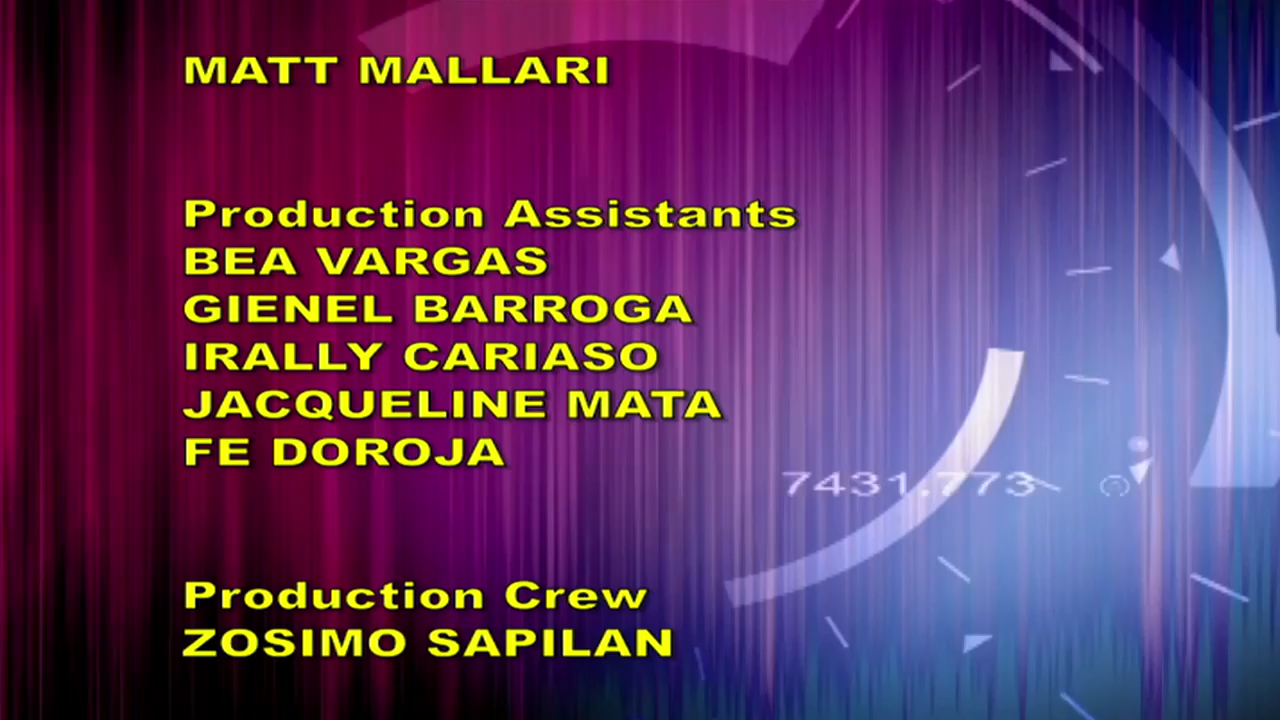 MATT MALLARI
Production Assistants
BEA VARGAS
GIENEL BARROGA
IRALLY CARIASO
JACQUELINE MATA
FE DOROJA
7431.773
Production Crew
ZOSIMO SAPILAN